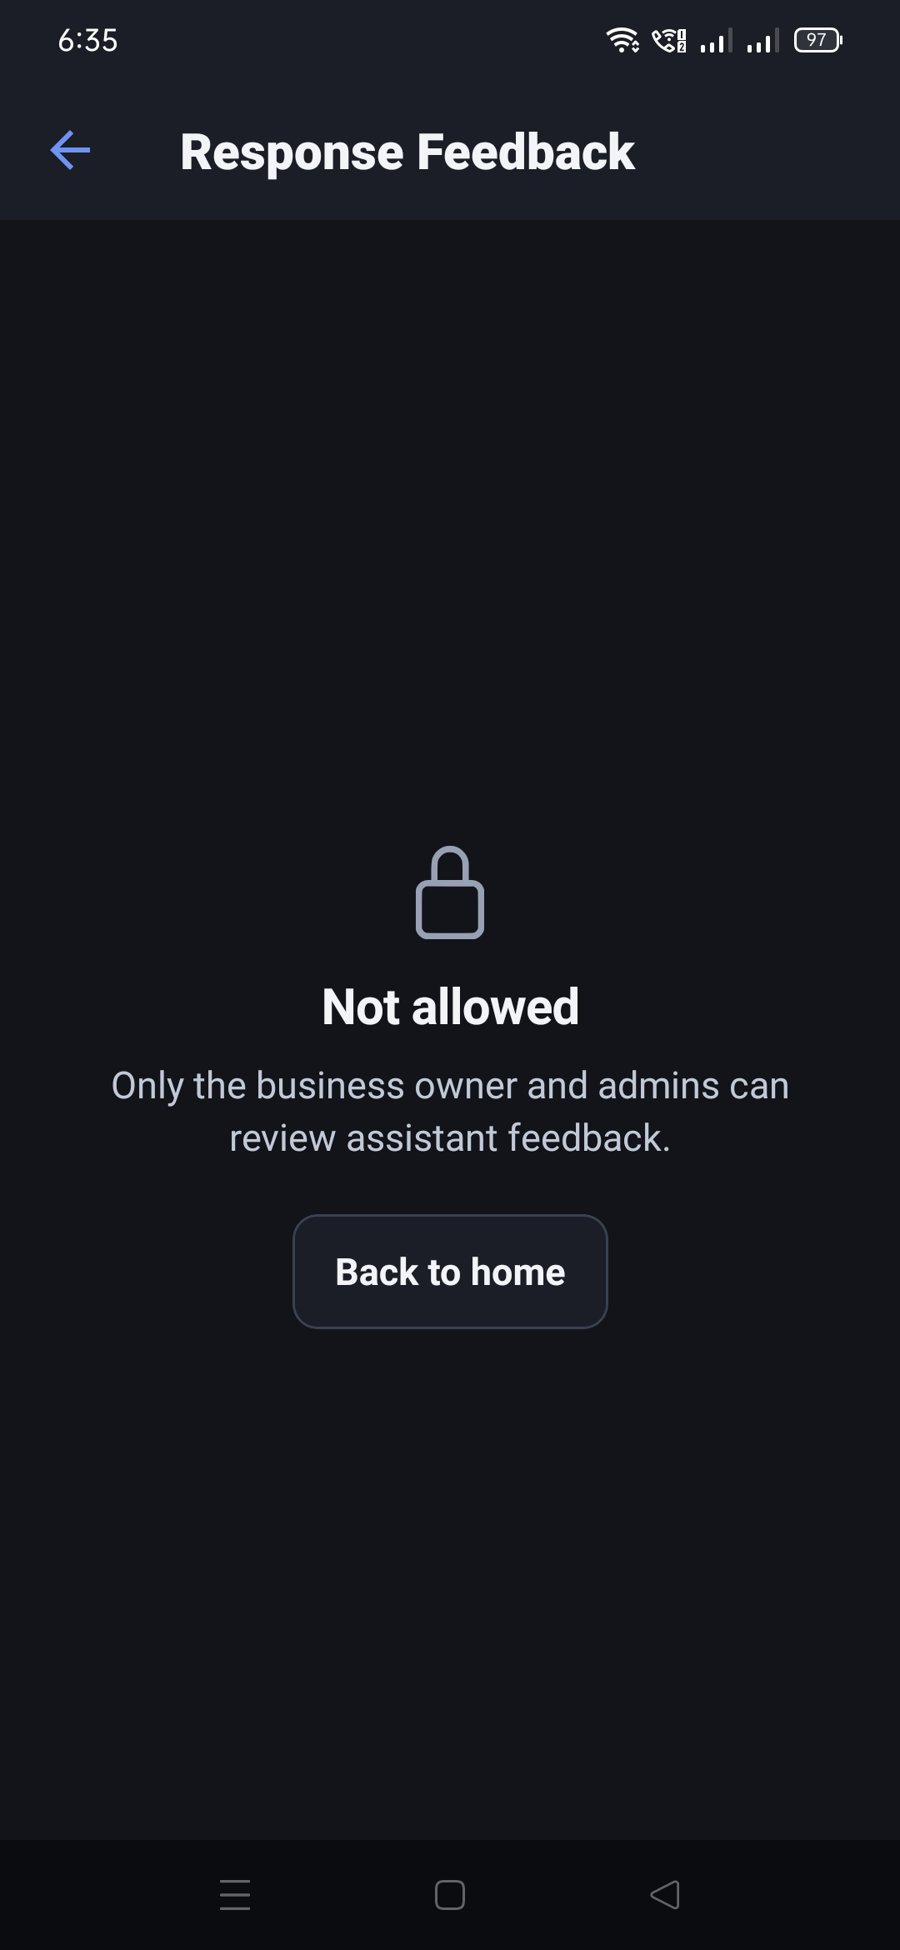 6:35
97
Response Feedback
Not allowed
Only the business owner and admins can
review assistant feedback.
Back to home